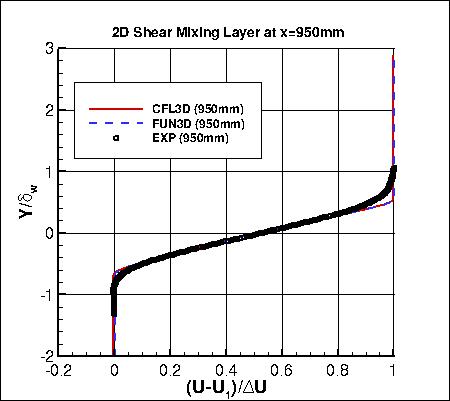 2D Shear Mixing Layer at x=950mm
3
2
1
0
-1
-2
Y/δw
CFL3D (950mm)
FUN3D (950mm)
EXP (950mm)
-0.2 0 0.2 0.4 0.6 0.8 1
(U-U1)/ΔU